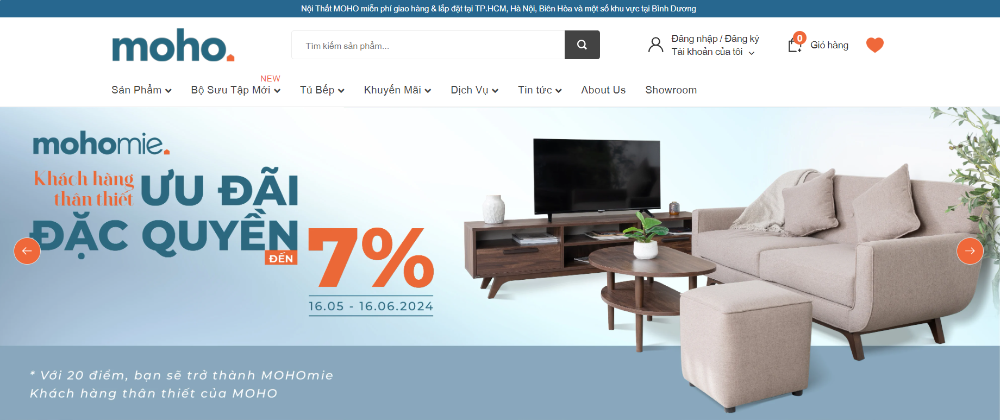 Nội Thất MOHO miễn phí giao hàng & lắp đặt tại TP.HCM, Hà Nội, Biên Hòa và một số khu vực tại Bình Dương
moho.
Tìm kiếm sản phẩm...
Đăng nhập / Đăng ký
Tài khoản của tôi
0
Giỏ hàng
NEW
Sản Phẩm Bộ Sưu Tập Mới Tủ Bếp Khuyến Mãi Dịch Vụ Tin tức About Us Showroom
mohomie.
Khách hàng
thân thiết
ƯU ĐÃI
ĐẶC QUYỀN
ĐẾN
7%
16.05 - 16.06.2024
* Với 20 điểm, bạn sẽ trở thành MOHOmie
Khách hàng thân thiết của MOHO